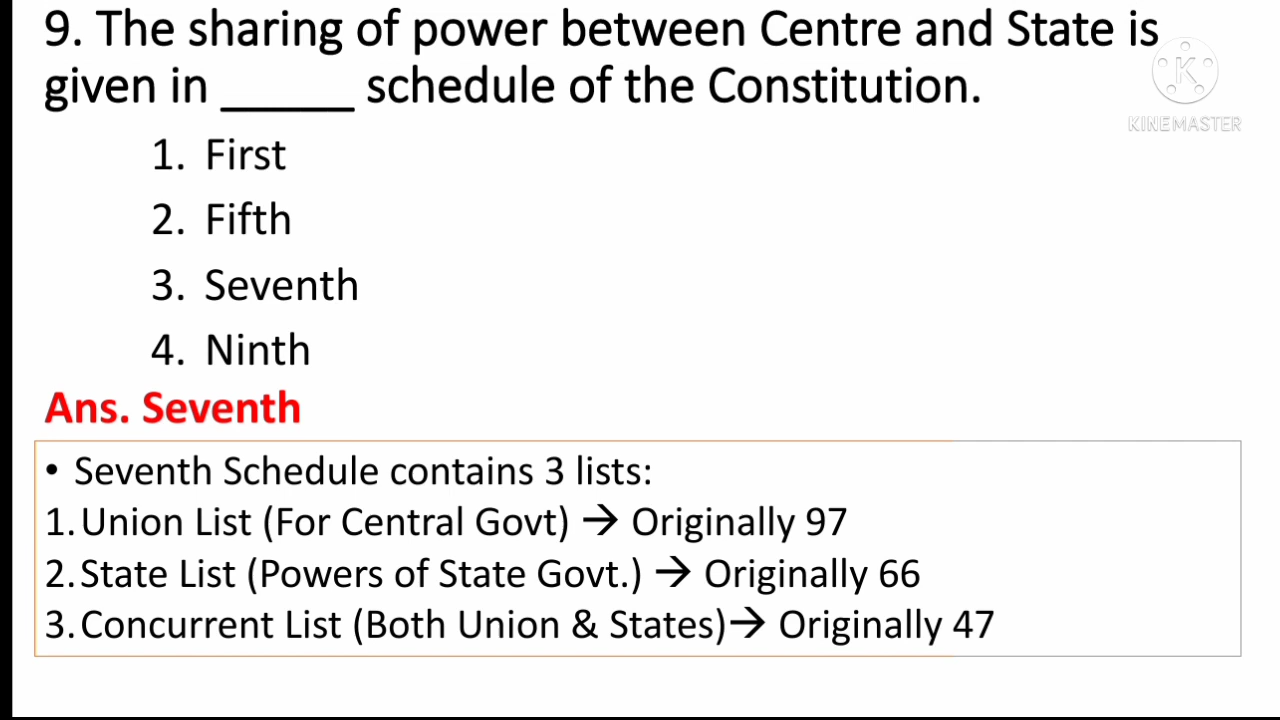 9. The sharing of power between Centre and State is
given in ______ schedule of the Constitution.
KINEMASTER
1. First
2. Fifth
3. Seventh
4. Ninth
Ans. Seventh
• Seventh Schedule contains 3 lists:
1. Union List (For Central Govt) → Originally 97
2. State List (Powers of State Govt.) → Originally 66
3. Concurrent List (Both Union & States)→ Originally 47